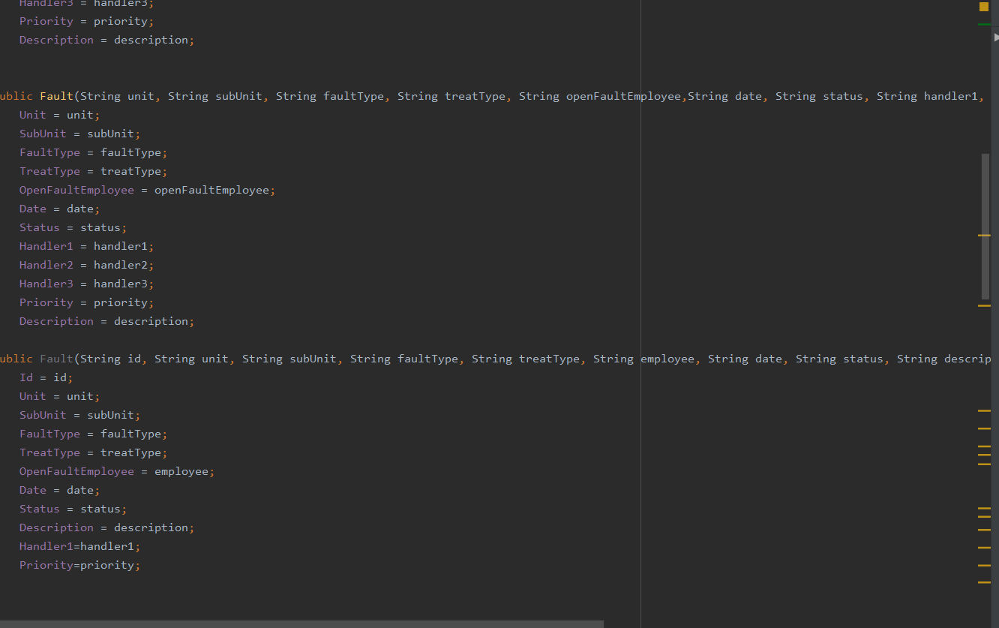 Handler3 = handler3;
Priority = priority;
Description = description;
ublic Fault(String unit, String subUnit, String faultType, String treatType, String openFaultEmployee,String date, String status, String handler1,
Unit = unit;
SubUnit = subUnit;
FaultType = faultType;
TreatType = treatType;
OpenFaultEmployee = openFaultEmployee;
Date = date;
Status = status;
Handler1 = handler1;
Handler2 = handler2;
Handler3 = handler3;
Priority = priority;
Description = description;
ublic Fault(String id, String unit, String subUnit, String faultType, String treatType, String employee, String date, String status, String descrip
Id = id;
Unit = unit;
SubUnit = subUnit;
FaultType = faultType;
TreatType = treatType;
OpenFaultEmployee = employee;
Date = date;
Status = status;
Description = description;
Handler1=handler1;
Priority=priority;